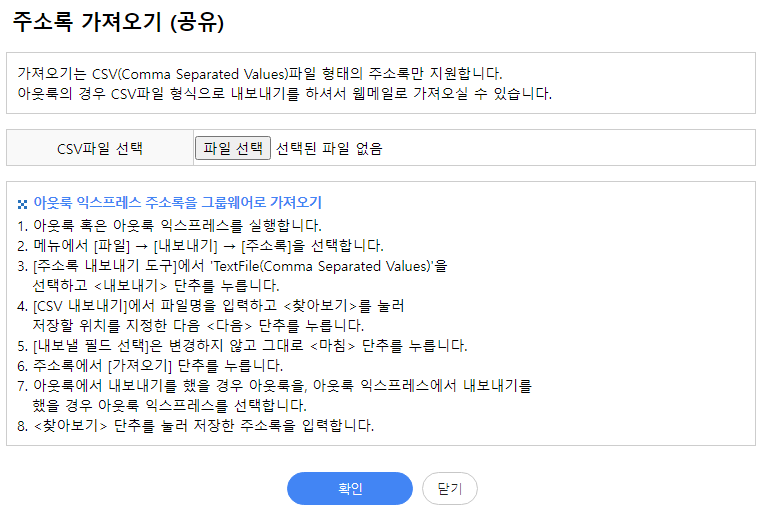 주소록 가져오기 (공유)
가져오기는 CSV(Comma Separated Values)파일 형태의 주소록만 지원합니다.
아웃룩의 경우 CSV파일 형식으로 내보내기를 하셔서 웹메일로 가져오실 수 있습니다.
CSV파일 선택 파일 선택 선택된 파일 없음
아웃룩 익스프레스 주소록을 그룹웨어로 가져오기
1. 아웃룩 혹은 아웃룩 익스프레스를 실행합니다.
2. 메뉴에서 [파일] → [내보내기] → [주소록]을 선택합니다.
3. [주소록 내보내기 도구]에서 'TextFile(Comma Separated Values)'을
선택하고 <내보내기> 단추를 누릅니다.
4. [CSV 내보내기]에서 파일명을 입력하고 <찾아보기>를 눌러
저장할 위치를 지정한 다음 <다음> 단추를 누릅니다.
5. [내보낼 필드 선택]은 변경하지 않고 그대로 <마침> 단추를 누릅니다.
6. 주소록에서 [가져오기] 단추를 누릅니다.
7. 아웃룩에서 내보내기를 했을 경우 아웃룩을, 아웃룩 익스프레스에서 내보내기를
했을 경우 아웃룩 익스프레스를 선택합니다.
8. <찾아보기> 단추를 눌러 저장한 주소록을 입력합니다.
확인 닫기